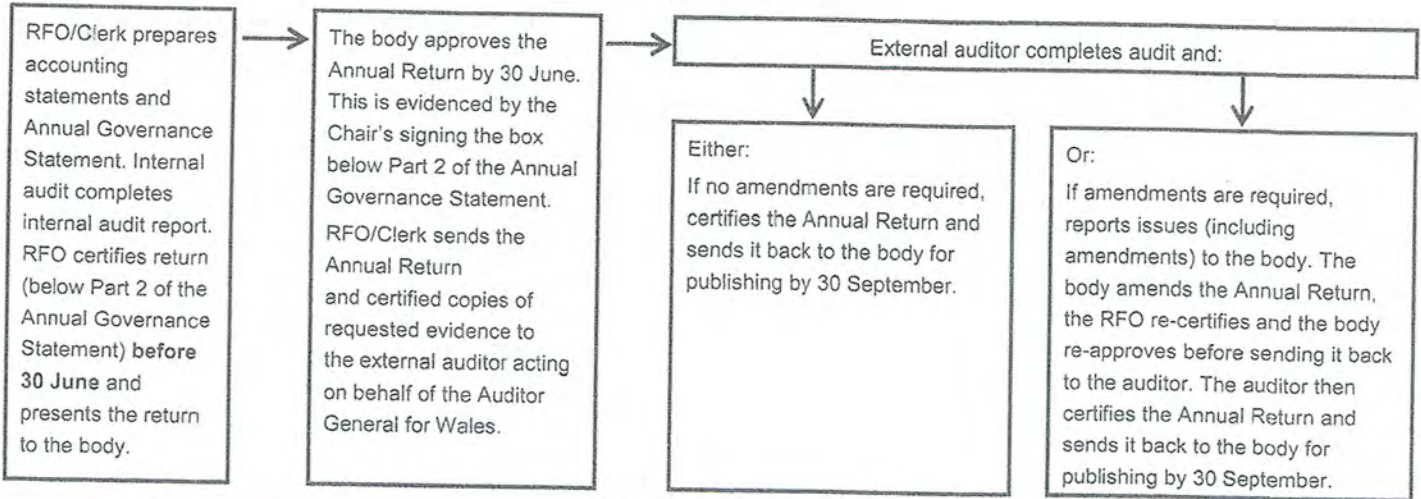 RFO/Clerk prepares
accounting
statements and
Annual Governance
Statement. Internal
audit completes
internal audit report.
RFO certifies return
(below Part 2 of the
Annual Governance
Statement) before
30 June and
presents the return
to the body.
The body approves the
Annual Return by 30 June.
This is evidenced by the
Chair's signing the box
below Part 2 of the Annual
Governance Statement.
RFO/Clerk sends the
Annual Return
and certified copies of
requested evidence to
the external auditor acting
on behalf of the Auditor
General for Wales.
External auditor completes audit and:
Either:
If no amendments are required,
certifies the Annual Return and
sends it back to the body for
publishing by 30 September.
Or:
If amendments are required,
reports issues (including
amendments) to the body. The
body amends the Annual Return,
the RFO re-certifies and the body
re-approves before sending it back
to the auditor. The auditor then
certifies the Annual Return and
sends it back to the body for
publishing by 30 September.